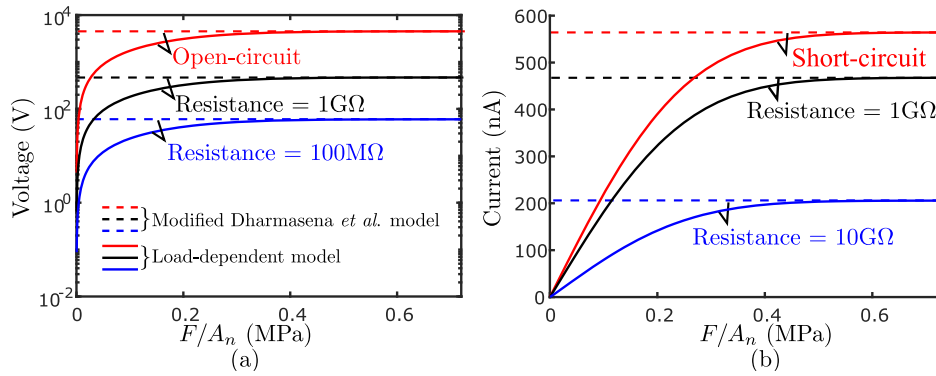 10^4
10^2
10^0
10^-2
Voltage (V)
Open-circuit
Resistance = 1GΩ
Resistance = 100MΩ
Modified Dharmasena et al. model
Load-dependent model
0
0.2
0.4
0.6
F/A_n (MPa)
(a)
600
500
400
300
200
100
0
Current (nA)
Short-circuit
Resistance = 1GΩ
Resistance = 10GΩ
0
0.2
0.4
0.6
F/A_n (MPa)
(b)